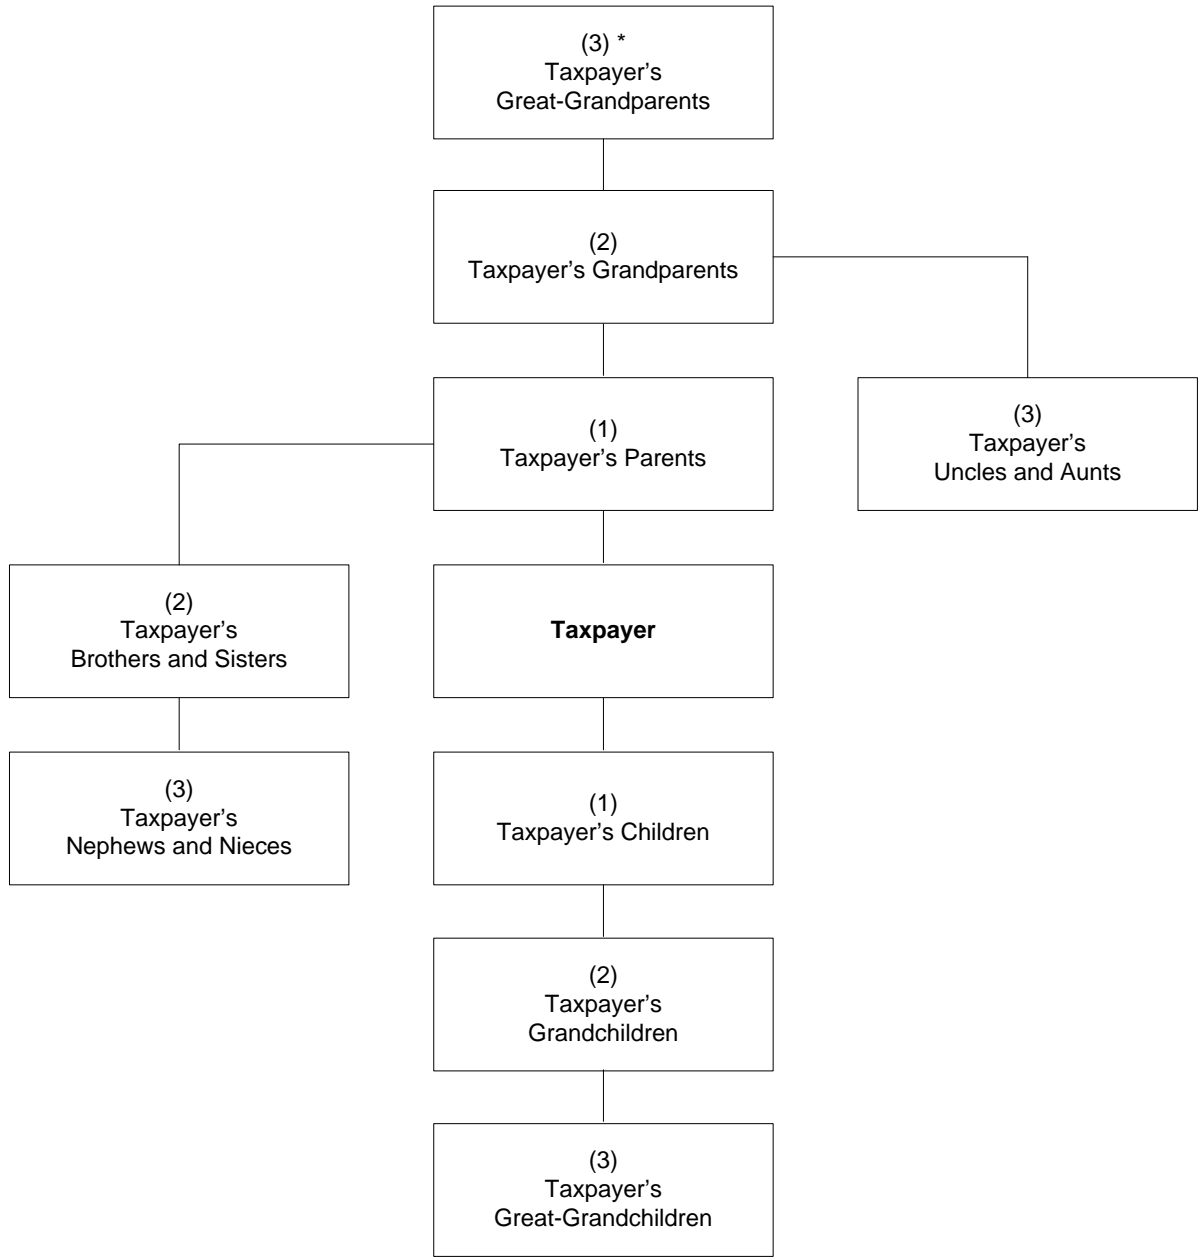 (3) *
Taxpayer's
Great-Grandparents
(2)
Taxpayer's Grandparents
(1)
Taxpayer's Parents
(3)
Taxpayer's
Uncles and Aunts
(2)
Taxpayer's
Brothers and Sisters
Taxpayer
(3)
Taxpayer's
Nephews and Nieces
(1)
Taxpayer's Children
(2)
Taxpayer's
Grandchildren
(3)
Taxpayer's
Great-Grandchildren